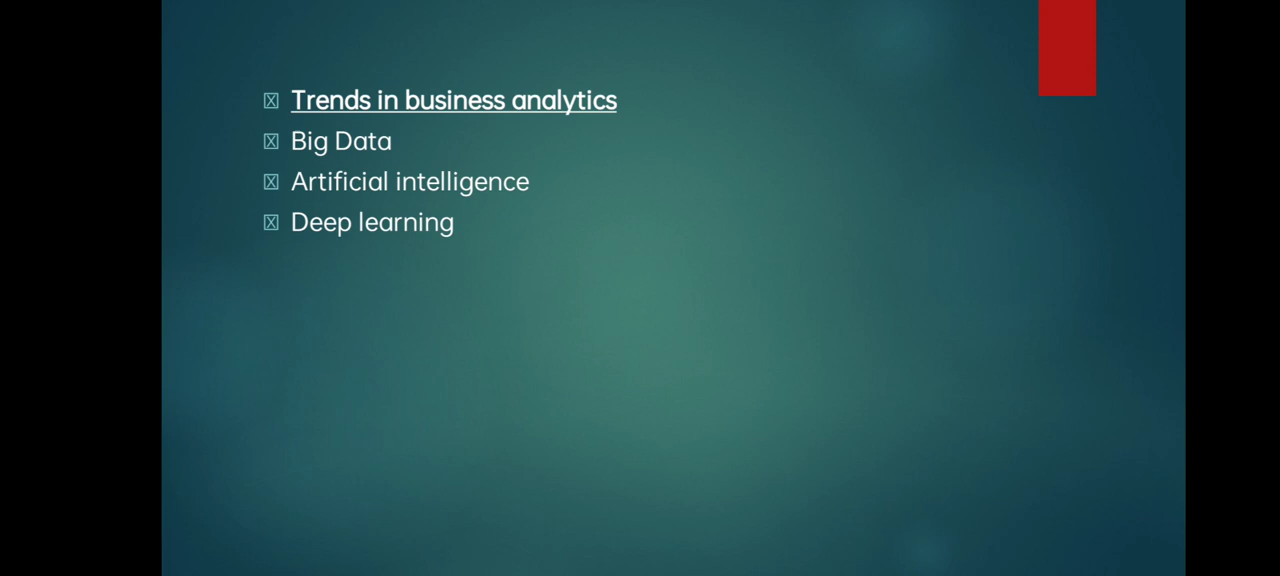 Trends in business analytics
Big Data
Artificial intelligence
Deep learning